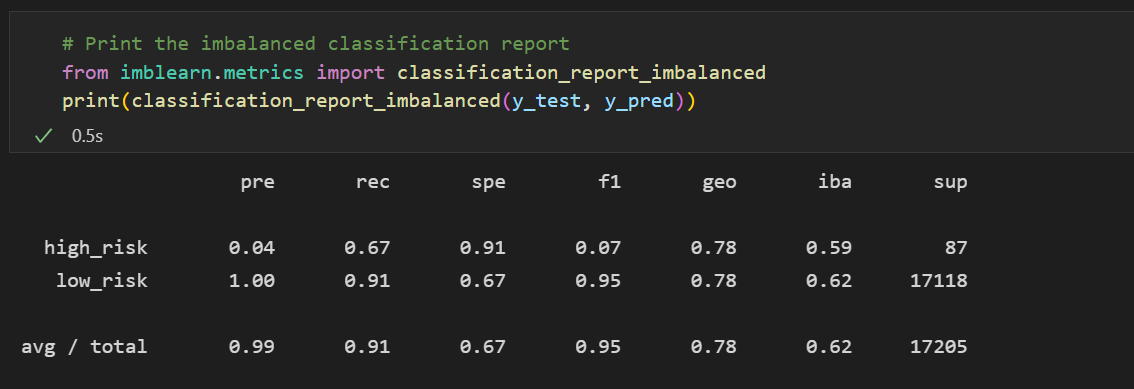 # Print the imbalanced classification report
from imblearn.metrics import classification_report_imbalanced
print(classification_report_imbalanced(y_test, y_pred))
✓ 0.5s
pre rec spe f1 geo iba sup
high_risk 0.04 0.67 0.91 0.07 0.78 0.59 87
low_risk 1.00 0.91 0.67 0.95 0.78 0.62 17118
avg / total 0.99 0.91 0.67 0.95 0.78 0.62 17205